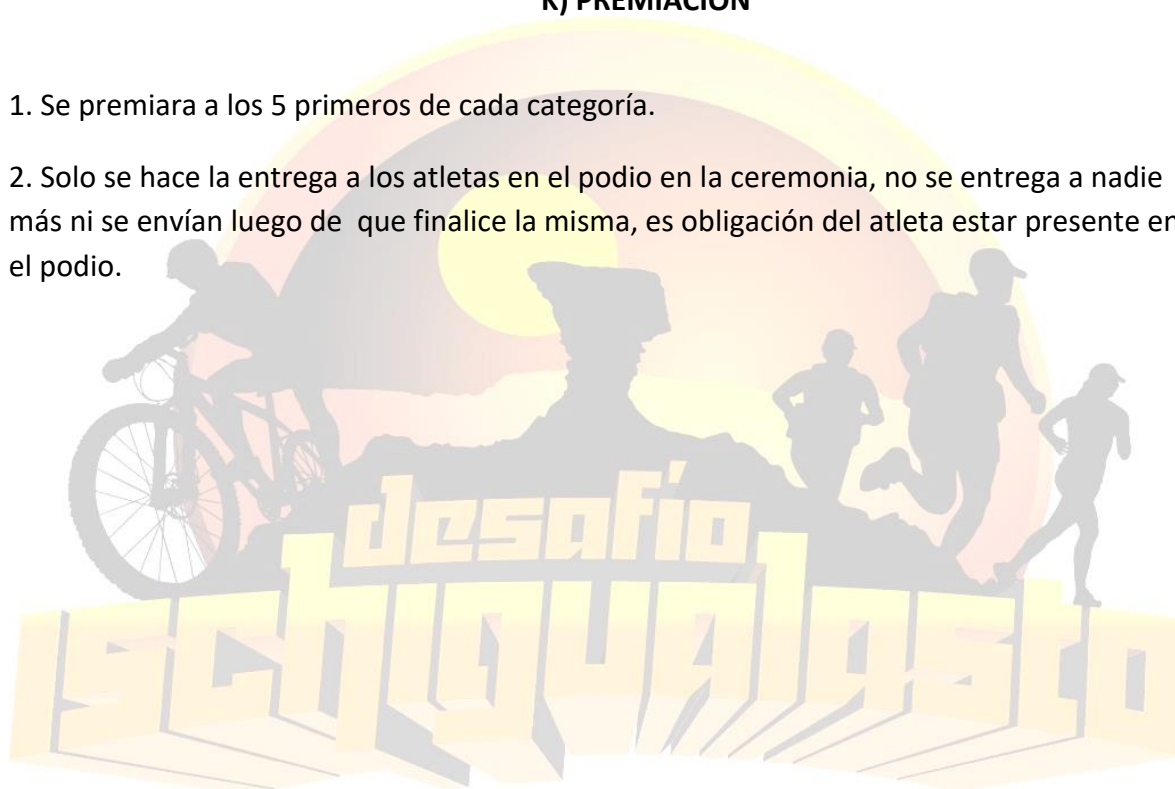 K) PREMIACIÓN
1. Se premiara a los 5 primeros de cada categoría.
2. Solo se hace la entrega a los atletas en el podio en la ceremonia, no se entrega a nadie
más ni se envían luego de  que finalice la misma, es obligación del atleta estar presente en
el podio.
desafío
ischigualasto